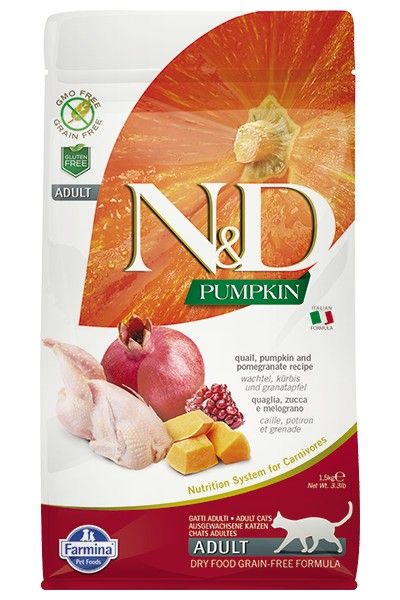 GMO FREE
GRAIN FREE
GLUTEN
FREE
ADULT
N&D
PUMPKIN
ITALIAN
FORMULA
quail, pumpkin and
pomegranate recipe
wachtel, kürbis
und granatapfel
quaglia, zucca
e melograno
caille, potiron
et grenade
Nutrition System for Carnivores
1.5kg℮
Net Wt. 3.3lb
GATTI ADULTI • ADULT CATS
AUSGEWACHSENE KATZEN
CHATS ADULTES
Farmina
Pet Foods
ADULT
DRY FOOD GRAIN-FREE FORMULA